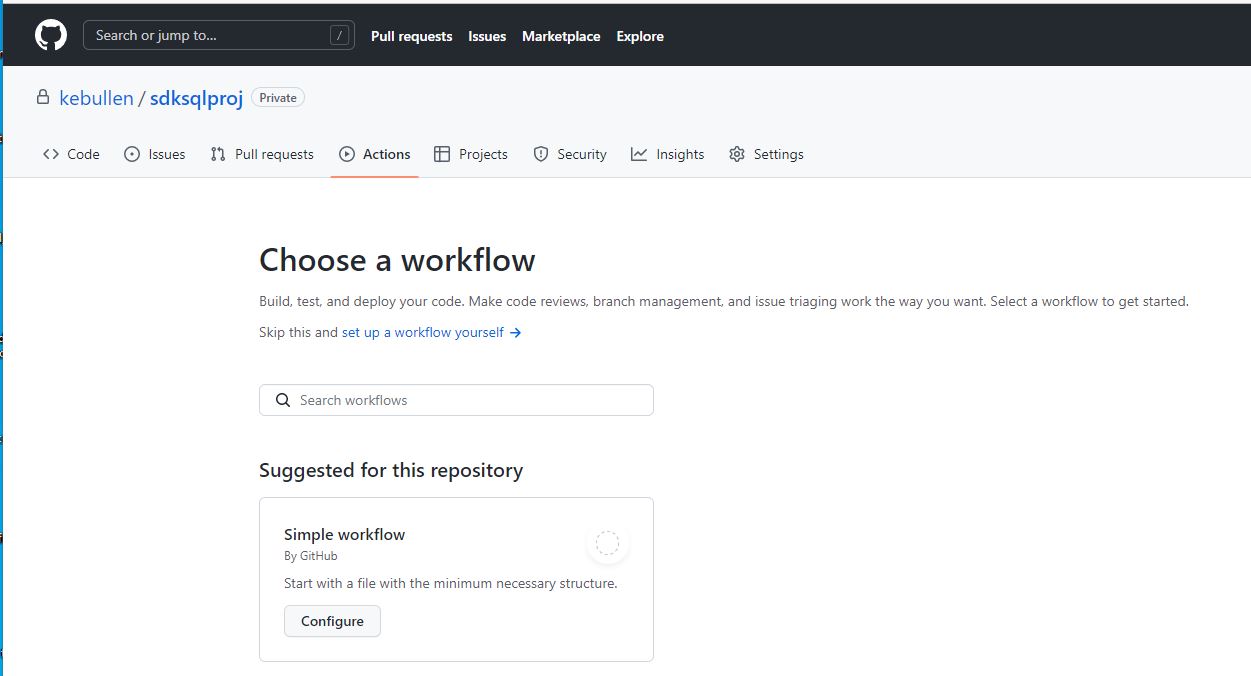 Search or jump to... / Pull requests Issues Marketplace Explore
kebullen / sdksqlproj Private
Code Issues Pull requests Actions Projects Security Insights Settings
Choose a workflow
Build, test, and deploy your code. Make code reviews, branch management, and issue triaging work the way you want. Select a workflow to get started.
Skip this and set up a workflow yourself →
Search workflows
Suggested for this repository
Simple workflow
By GitHub
Start with a file with the minimum necessary structure.
Configure